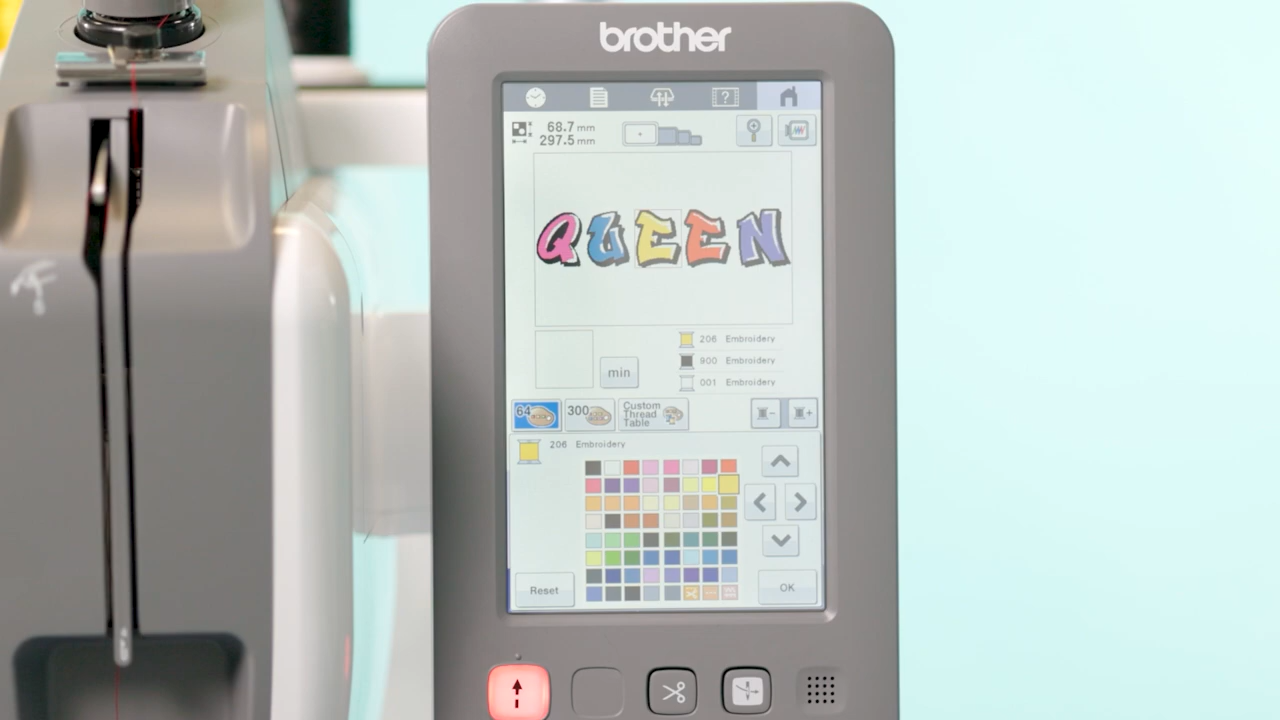 brother
?
68.7 mm
297.5 mm
QUEEN
min
206 Embroidery
900 Embroidery
001 Embroidery
64
300
Custom
Thread
Table
206 Embroidery
Reset
OK